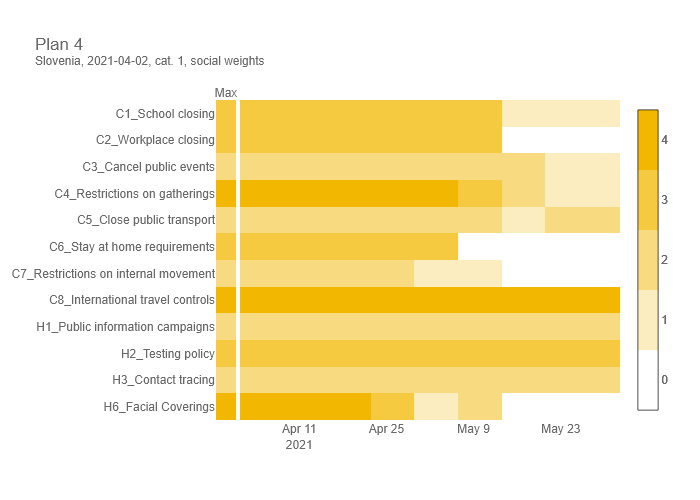 Plan 4
Slovenia, 2021-04-02, cat. 1, social weights
Max
C1_School closing
C2_Workplace closing
C3_Cancel public events
C4_Restrictions on gatherings
C5_Close public transport
C6_Stay at home requirements
C7_Restrictions on internal movement
C8_International travel controls
H1_Public information campaigns
H2_Testing policy
H3_Contact tracing
H6_Facial Coverings
Apr 11
2021
Apr 25
May 9
May 23
4
3
2
1
0